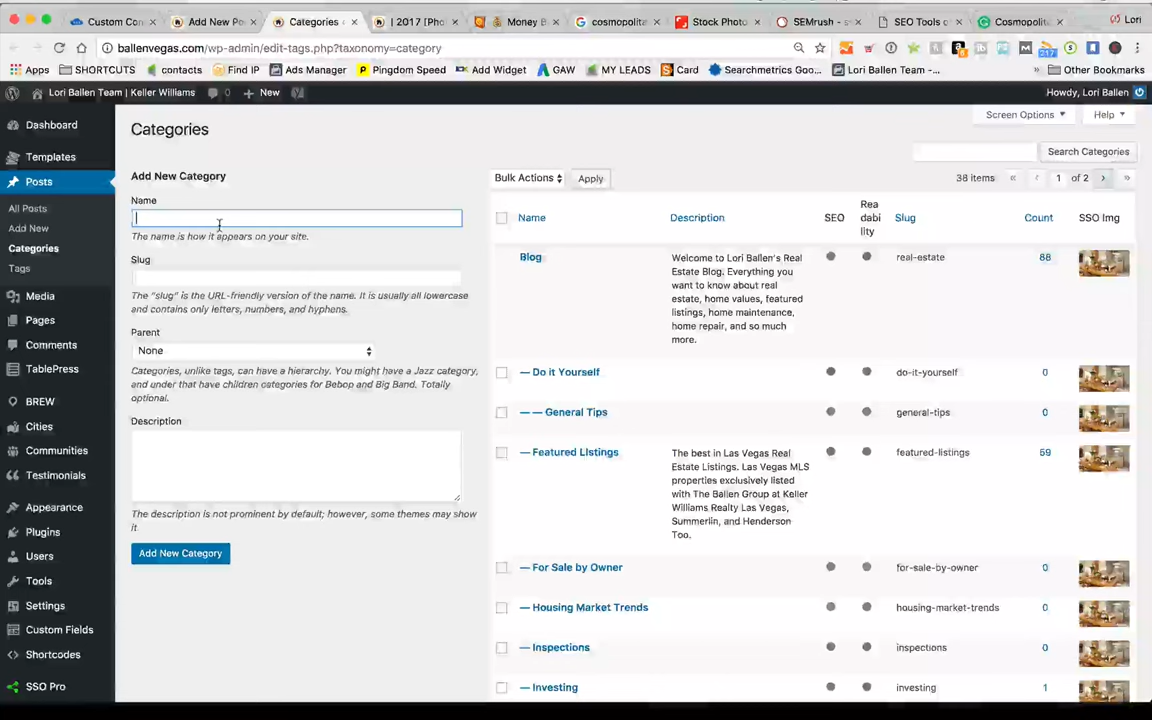 Custom Con
Add New Po
Categories ‹
| 2017 [Pho
Money B
cosmopolita
Stock Photo
SEMrush - s
SEO Tools o
Cosmopolit
Lori
ballenvegas.com/wp-admin/edit-tags.php?taxonomy=category
217
Apps
SHORTCUTS
contacts
Find IP
Ads Manager
Pingdom Speed
Add Widget
GAW
MY LEADS
Card
Searchmetrics Goo...
Lori Ballen Team -...
»
Other Bookmarks
Lori Ballen Team | Keller Williams
0
+ New
Howdy, Lori Ballen
Dashboard
Templates
Posts
All Posts
Add New
Categories
Tags
Media
Pages
Comments
TablePress
BREW
Cities
Communities
Testimonials
Appearance
Plugins
Users
Tools
Settings
Custom Fields
Shortcodes
SSO Pro
Screen Options
Help
Categories
Search Categories
Add New Category
Name
The name is how it appears on your site.
Slug
The "slug" is the URL-friendly version of the name. It is usually all lowercase
and contains only letters, numbers, and hyphens.
Parent
None
Categories, unlike tags, can have a hierarchy. You might have a Jazz category,
and under that have children categories for Bebop and Big Band. Totally
optional.
Description
The description is not prominent by default; however, some themes may show
it
Add New Category
Bulk Actions
Apply
38 items « ‹ 1 of 2 › »
Name
Description
SEO
Rea
dabi
lity
Slug
Count
SSO Img
Blog
Welcome to Lori Ballen's Real
Estate Blog. Everything you
want to know about real
estate, home values, featured
listings, home maintenance,
home repair, and so much
more.
real-estate
88
— Do it Yourself
do-it-yourself
0
— — General Tips
general-tips
0
— Featured LIstings
The best in Las Vegas Real
Estate Listings. Las Vegas MLS
properties exclusively listed
with The Ballen Group at Keller
Williams Realty Las Vegas,
Summerlin, and Henderson
Too.
featured-listings
59
— For Sale by Owner
for-sale-by-owner
0
— Housing Market Trends
housing-market-trends
0
— Inspections
inspections
0
— Investing
investing
1